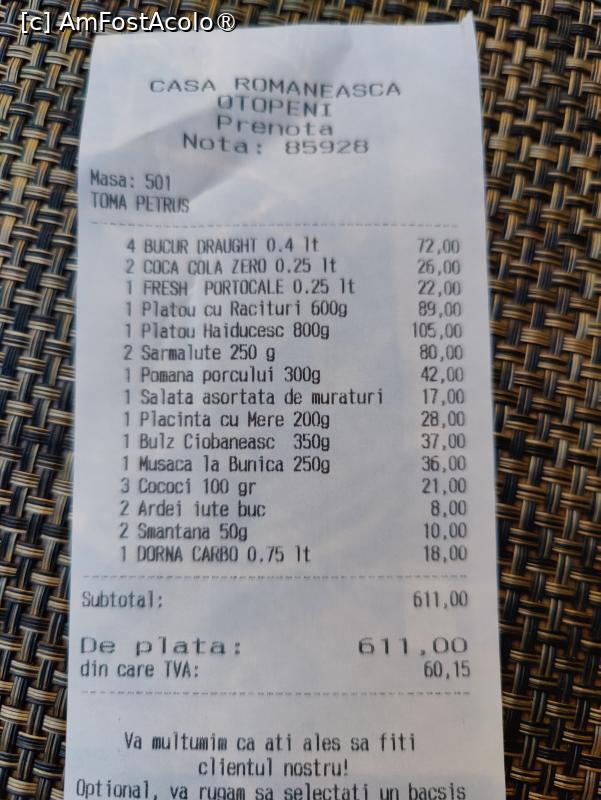 [c] AmFostAcolo®
CASA ROMANEASCA
OTOPENI
Prenota
Nota: 85928
Masa: 501
TOMA PETRUS
4 BUCUR DRAUGHT 0.4 lt 72,00
2 COCA COLA ZERO 0.25 lt 26,00
1 FRESH PORTOCALE 0.25 lt 22,00
1 Platou cu Racituri 600g 89,00
1 Platou Haiducesc 800g 105,00
2 Sarmalute 250 g 80,00
1 Pomana porcului 300g 42,00
1 Salata asortata de muraturi 17,00
1 Placinta cu Mere 200g 28,00
1 Bulz Ciobaneasc 350g 37,00
1 Musaca la Bunica 250g 36,00
3 Cococi 100 gr 21,00
2 Ardei iute buc 8,00
2 Smantana 50g 10,00
1 DORNA CARBO 0.75 lt 18,00
Subtotal: 611,00
De plata: 611,00
din care TVA: 60,15
Va multumim ca ati ales sa fiti
clientul nostru!
Optional, va rugam sa selectati un bacsis